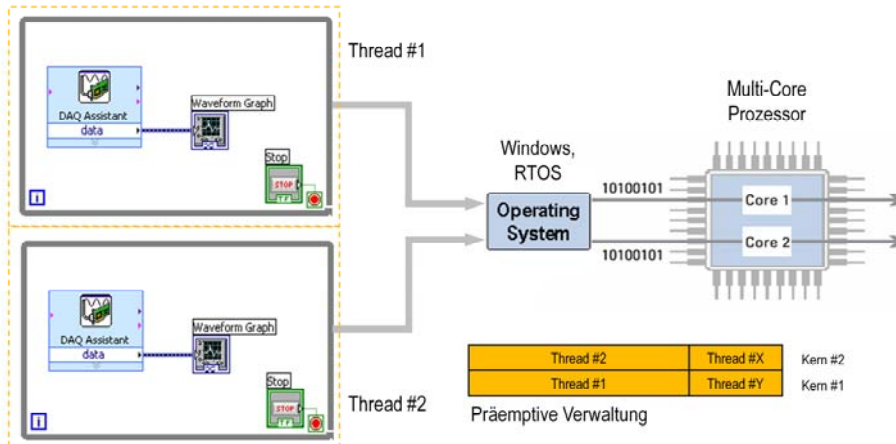 Thread #1
DAQ Assistant
data
Waveform Graph
Stop
STOP
TF
i
DAQ Assistant
data
Waveform Graph
Stop
STOP
TF
i
Thread #2
Windows,
RTOS
Operating
System
10100101
10100101
Multi-Core
Prozessor
Core 1
Core 2
Thread #2 Thread #X Kern #2
Thread #1 Thread #Y Kern #1
Präemptive Verwaltung